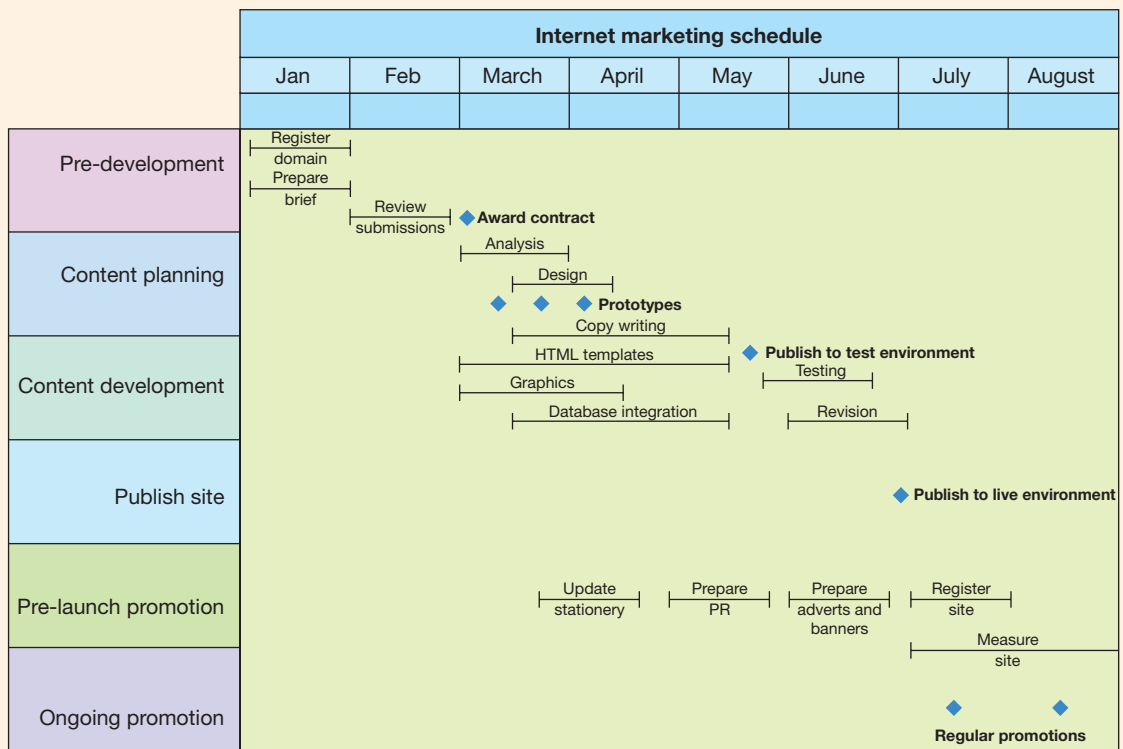 Internet marketing schedule
Jan Feb March April May June July August
Pre-development
Register
domain
Prepare
brief
Review
submissions
Award contract
Content planning
Analysis
Design
Prototypes
Copy writing
Content development
HTML templates
Publish to test environment
Testing
Graphics
Database integration
Revision
Publish site
Publish to live environment
Pre-launch promotion
Update
stationery
Prepare
PR
Prepare
adverts and
banners
Register
site
Measure
site
Ongoing promotion
Regular promotions